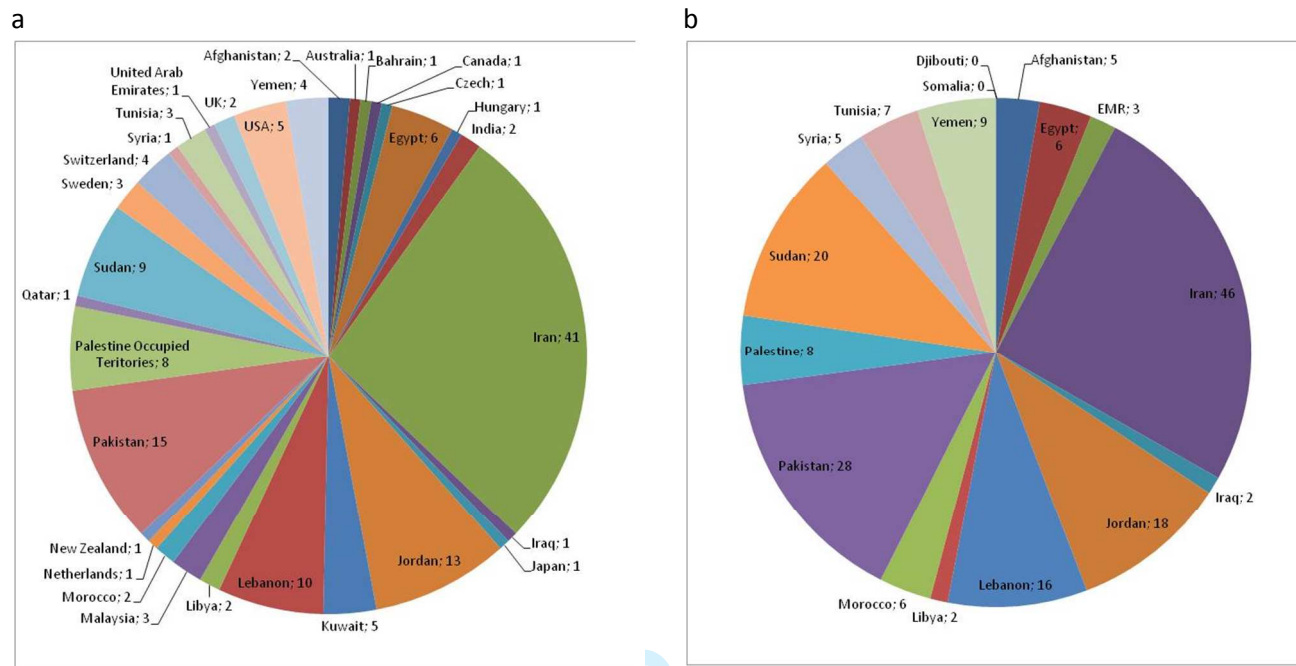 a
Afghanistan; 2
Australia; 1
Bahrain; 1
Canada; 1
Czech; 1
Egypt; 6
Hungary; 1
India; 2
Iran; 41
Iraq; 1
Japan; 1
Jordan; 13
Kuwait; 5
Lebanon; 10
Libya; 2
Malaysia; 3
Morocco; 2
Netherlands; 1
New Zealand; 1
Pakistan; 15
Palestine Occupied
Territories; 8
Qatar; 1
Sudan; 9
Sweden; 3
Switzerland; 4
Syria; 1
Tunisia; 3
United Arab
Emirates; 1
UK; 2
USA; 5
Yemen; 4
b
Djibouti; 0
Somalia; 0
Afghanistan; 5
Egypt;
6
EMR; 3
Iran; 46
Iraq; 2
Jordan; 18
Lebanon; 16
Libya; 2
Morocco; 6
Pakistan; 28
Palestine; 8
Sudan; 20
Syria; 5
Tunisia; 7
Yemen; 9